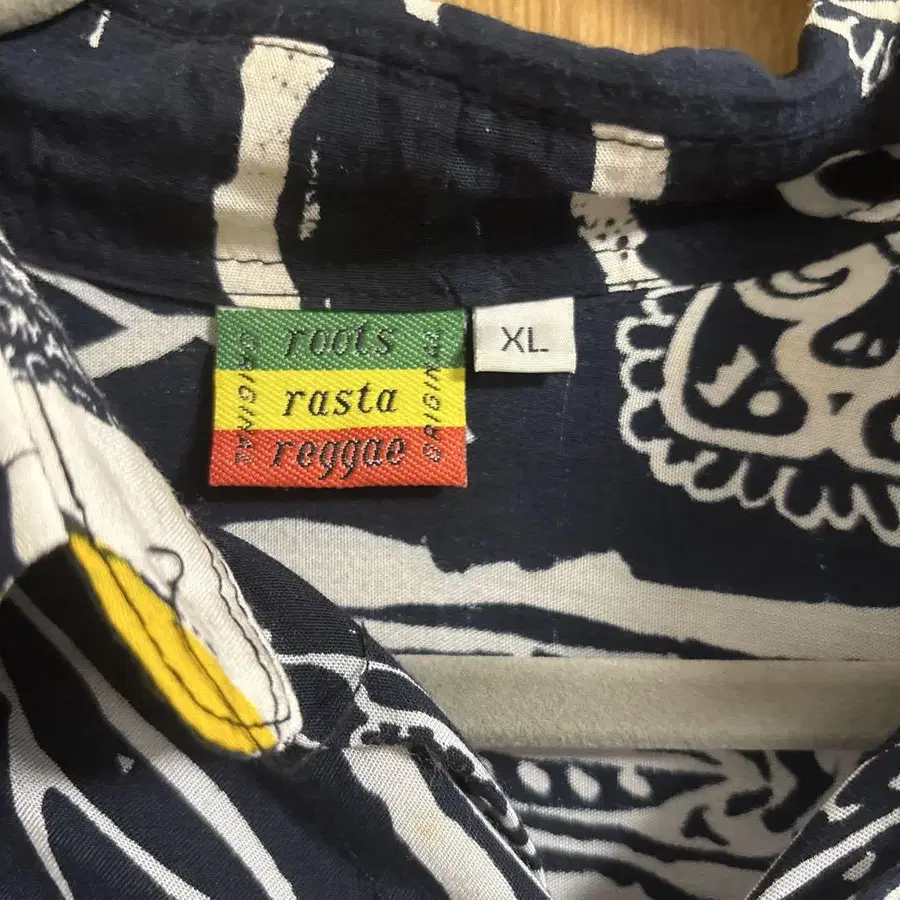 roots
rasta
reggae
ORIGINAL
ORIGINAL
XL